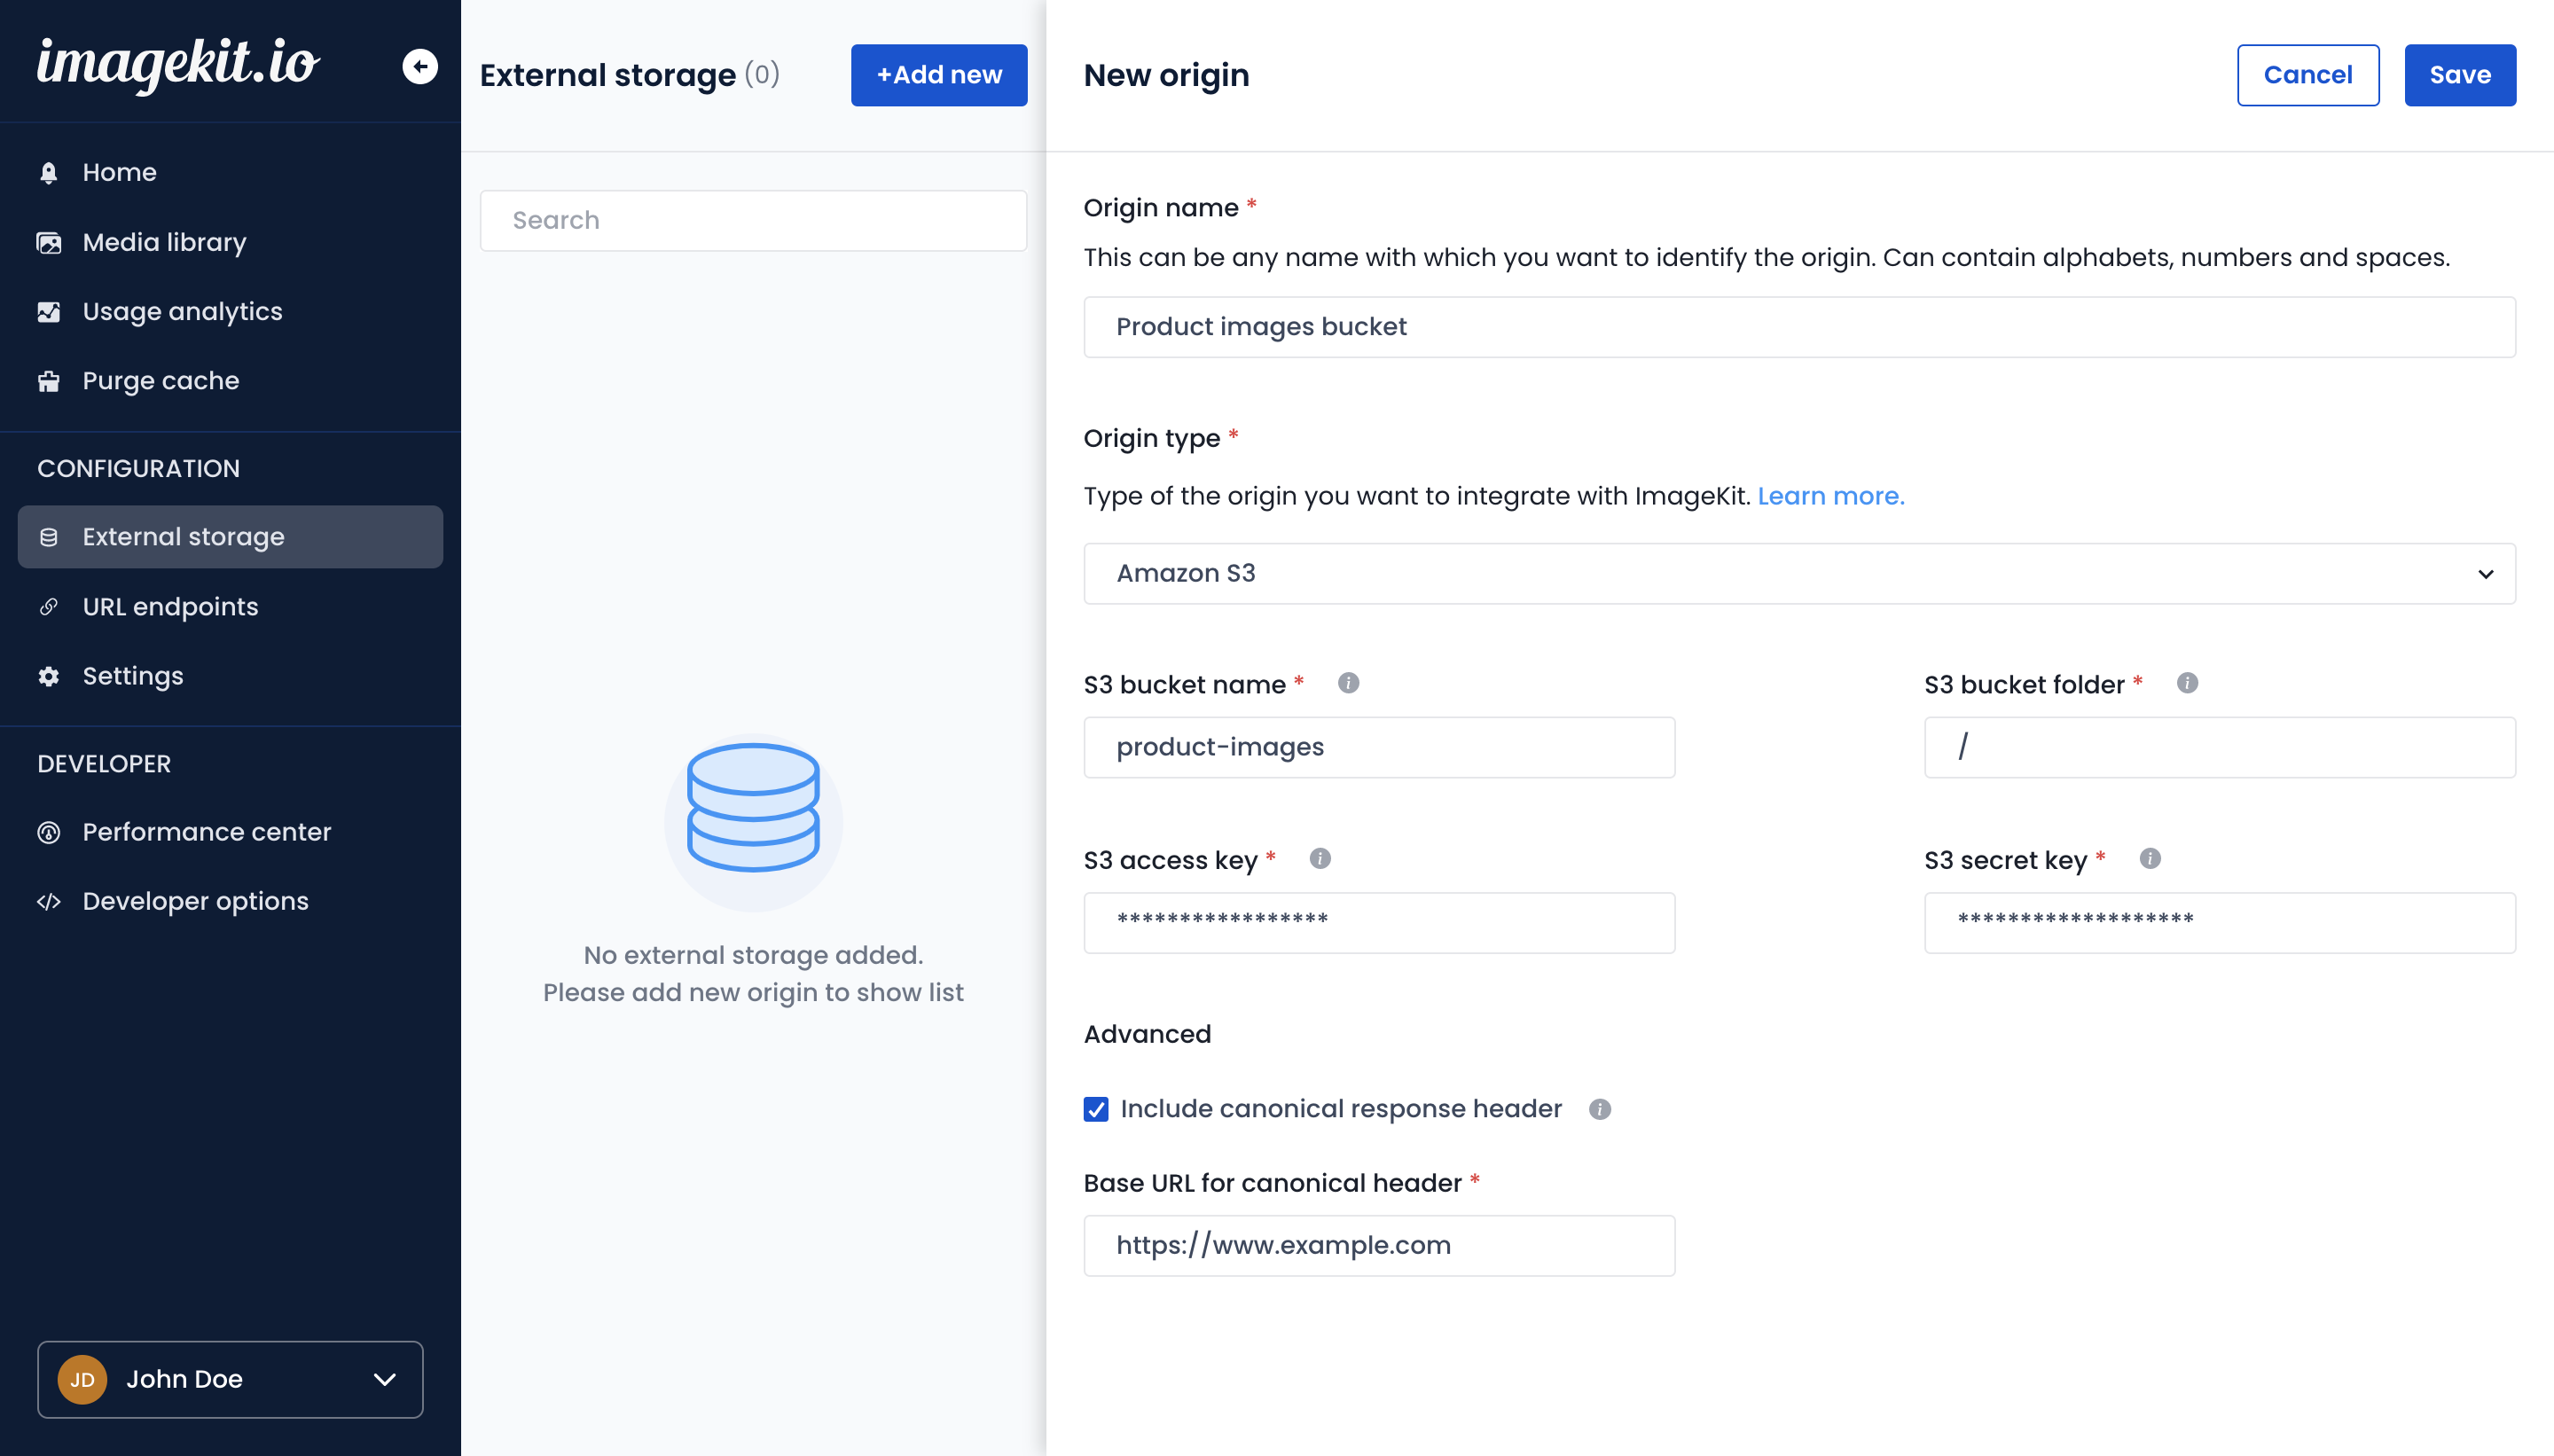 imagekit.io
Home
Media library
Usage analytics
Purge cache
CONFIGURATION
External storage
URL endpoints
Settings
DEVELOPER
Performance center
Developer options
JD John Doe
External storage (0)
+Add new
Search
No external storage added.
Please add new origin to show list
New origin
Cancel
Save
Origin name *
This can be any name with which you want to identify the origin. Can contain alphabets, numbers and spaces.
Product images bucket
Origin type *
Type of the origin you want to integrate with ImageKit. Learn more.
Amazon S3
S3 bucket name *
S3 bucket folder *
product-images
/
S3 access key *
S3 secret key *
*****************
*******************
Advanced
Include canonical response header
Base URL for canonical header *
https://www.example.com